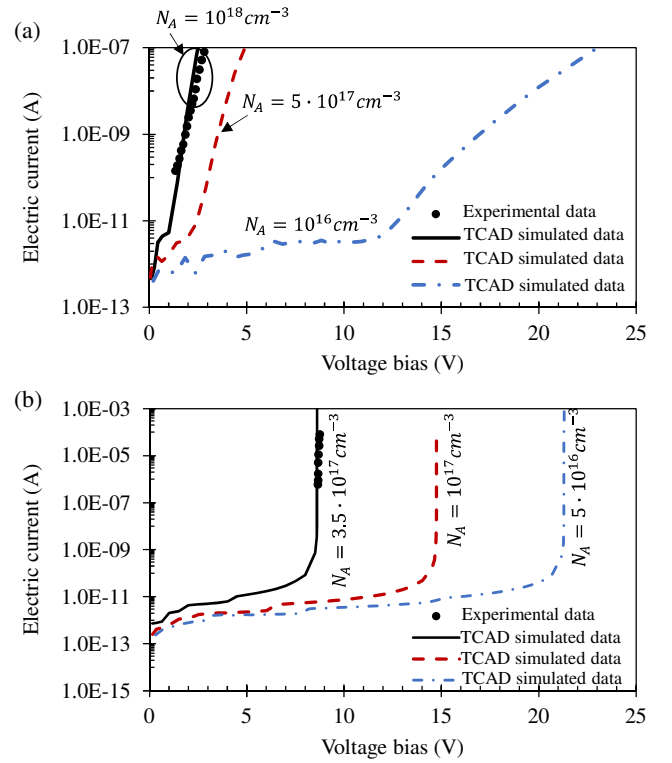 (a)
N_A = 10^18 cm^−3
1.0E-07
N_A = 5 · 10^17 cm^−3
1.0E-09
Electric current (A)
1.0E-11
N_A = 10^16 cm^−3
Experimental data
TCAD simulated data
TCAD simulated data
TCAD simulated data
1.0E-13
0 5 10 15 20 25
Voltage bias (V)
(b)
1.0E-03
1.0E-05
1.0E-07
1.0E-09
1.0E-11
1.0E-13
1.0E-15
Electric current (A)
N_A = 3.5 · 10^17 cm^−3
N_A = 10^17 cm^−3
N_A = 5 · 10^16 cm^−3
Experimental data
TCAD simulated data
TCAD simulated data
TCAD simulated data
0 5 10 15 20 25
Voltage bias (V)